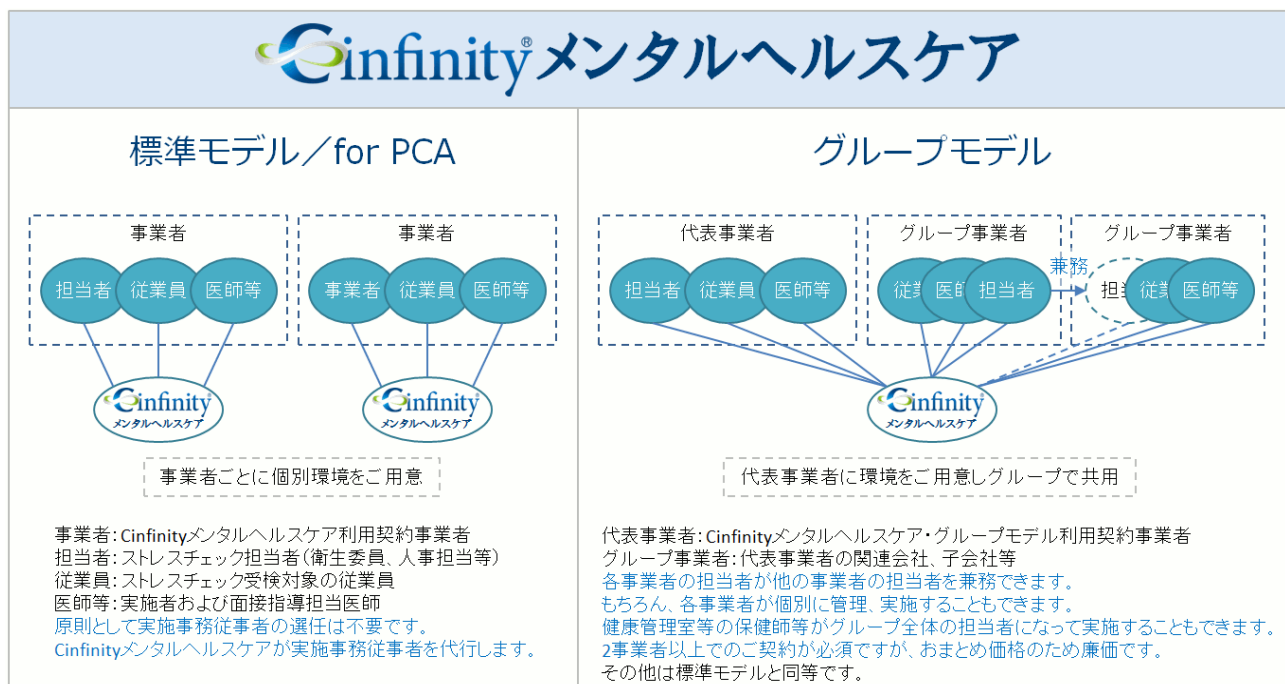 Cinfinity® メンタルヘルスケア
標準モデル／for PCA
事業者
事業者
担当者 従業員 医師等
事業者 従業員 医師等
Cinfinity
メンタルヘルスケア
Cinfinity
メンタルヘルスケア
事業者ごとに個別環境をご用意
事業者：Cinfinityメンタルヘルスケア利用契約事業者
担当者：ストレスチェック担当者（衛生委員、人事担当等）
従業員：ストレスチェック受検対象の従業員
医師等：実施者および面接指導担当医師
原則として実施事務従事者の選任は不要です。
Cinfinityメンタルヘルスケアが実施事務従事者を代行します。
グループモデル
代表事業者
グループ事業者
グループ事業者
担当者 従業員 医師等
従業 医師 担当者
兼務
担当 従業 医師等
Cinfinity
メンタルヘルスケア
代表事業者に環境をご用意しグループで共用
代表事業者：Cinfinityメンタルヘルスケア・グループモデル利用契約事業者
グループ事業者：代表事業者の関連会社、子会社等
各事業者の担当者が他の事業者の担当者を兼務できます。
もちろん、各事業者が個別に管理、実施することもできます。
健康管理室等の保健師等がグループ全体の担当者になって実施することもできます。
2事業者以上でのご契約が必須ですが、おまとめ価格のため廉価です。
その他は標準モデルと同等です。